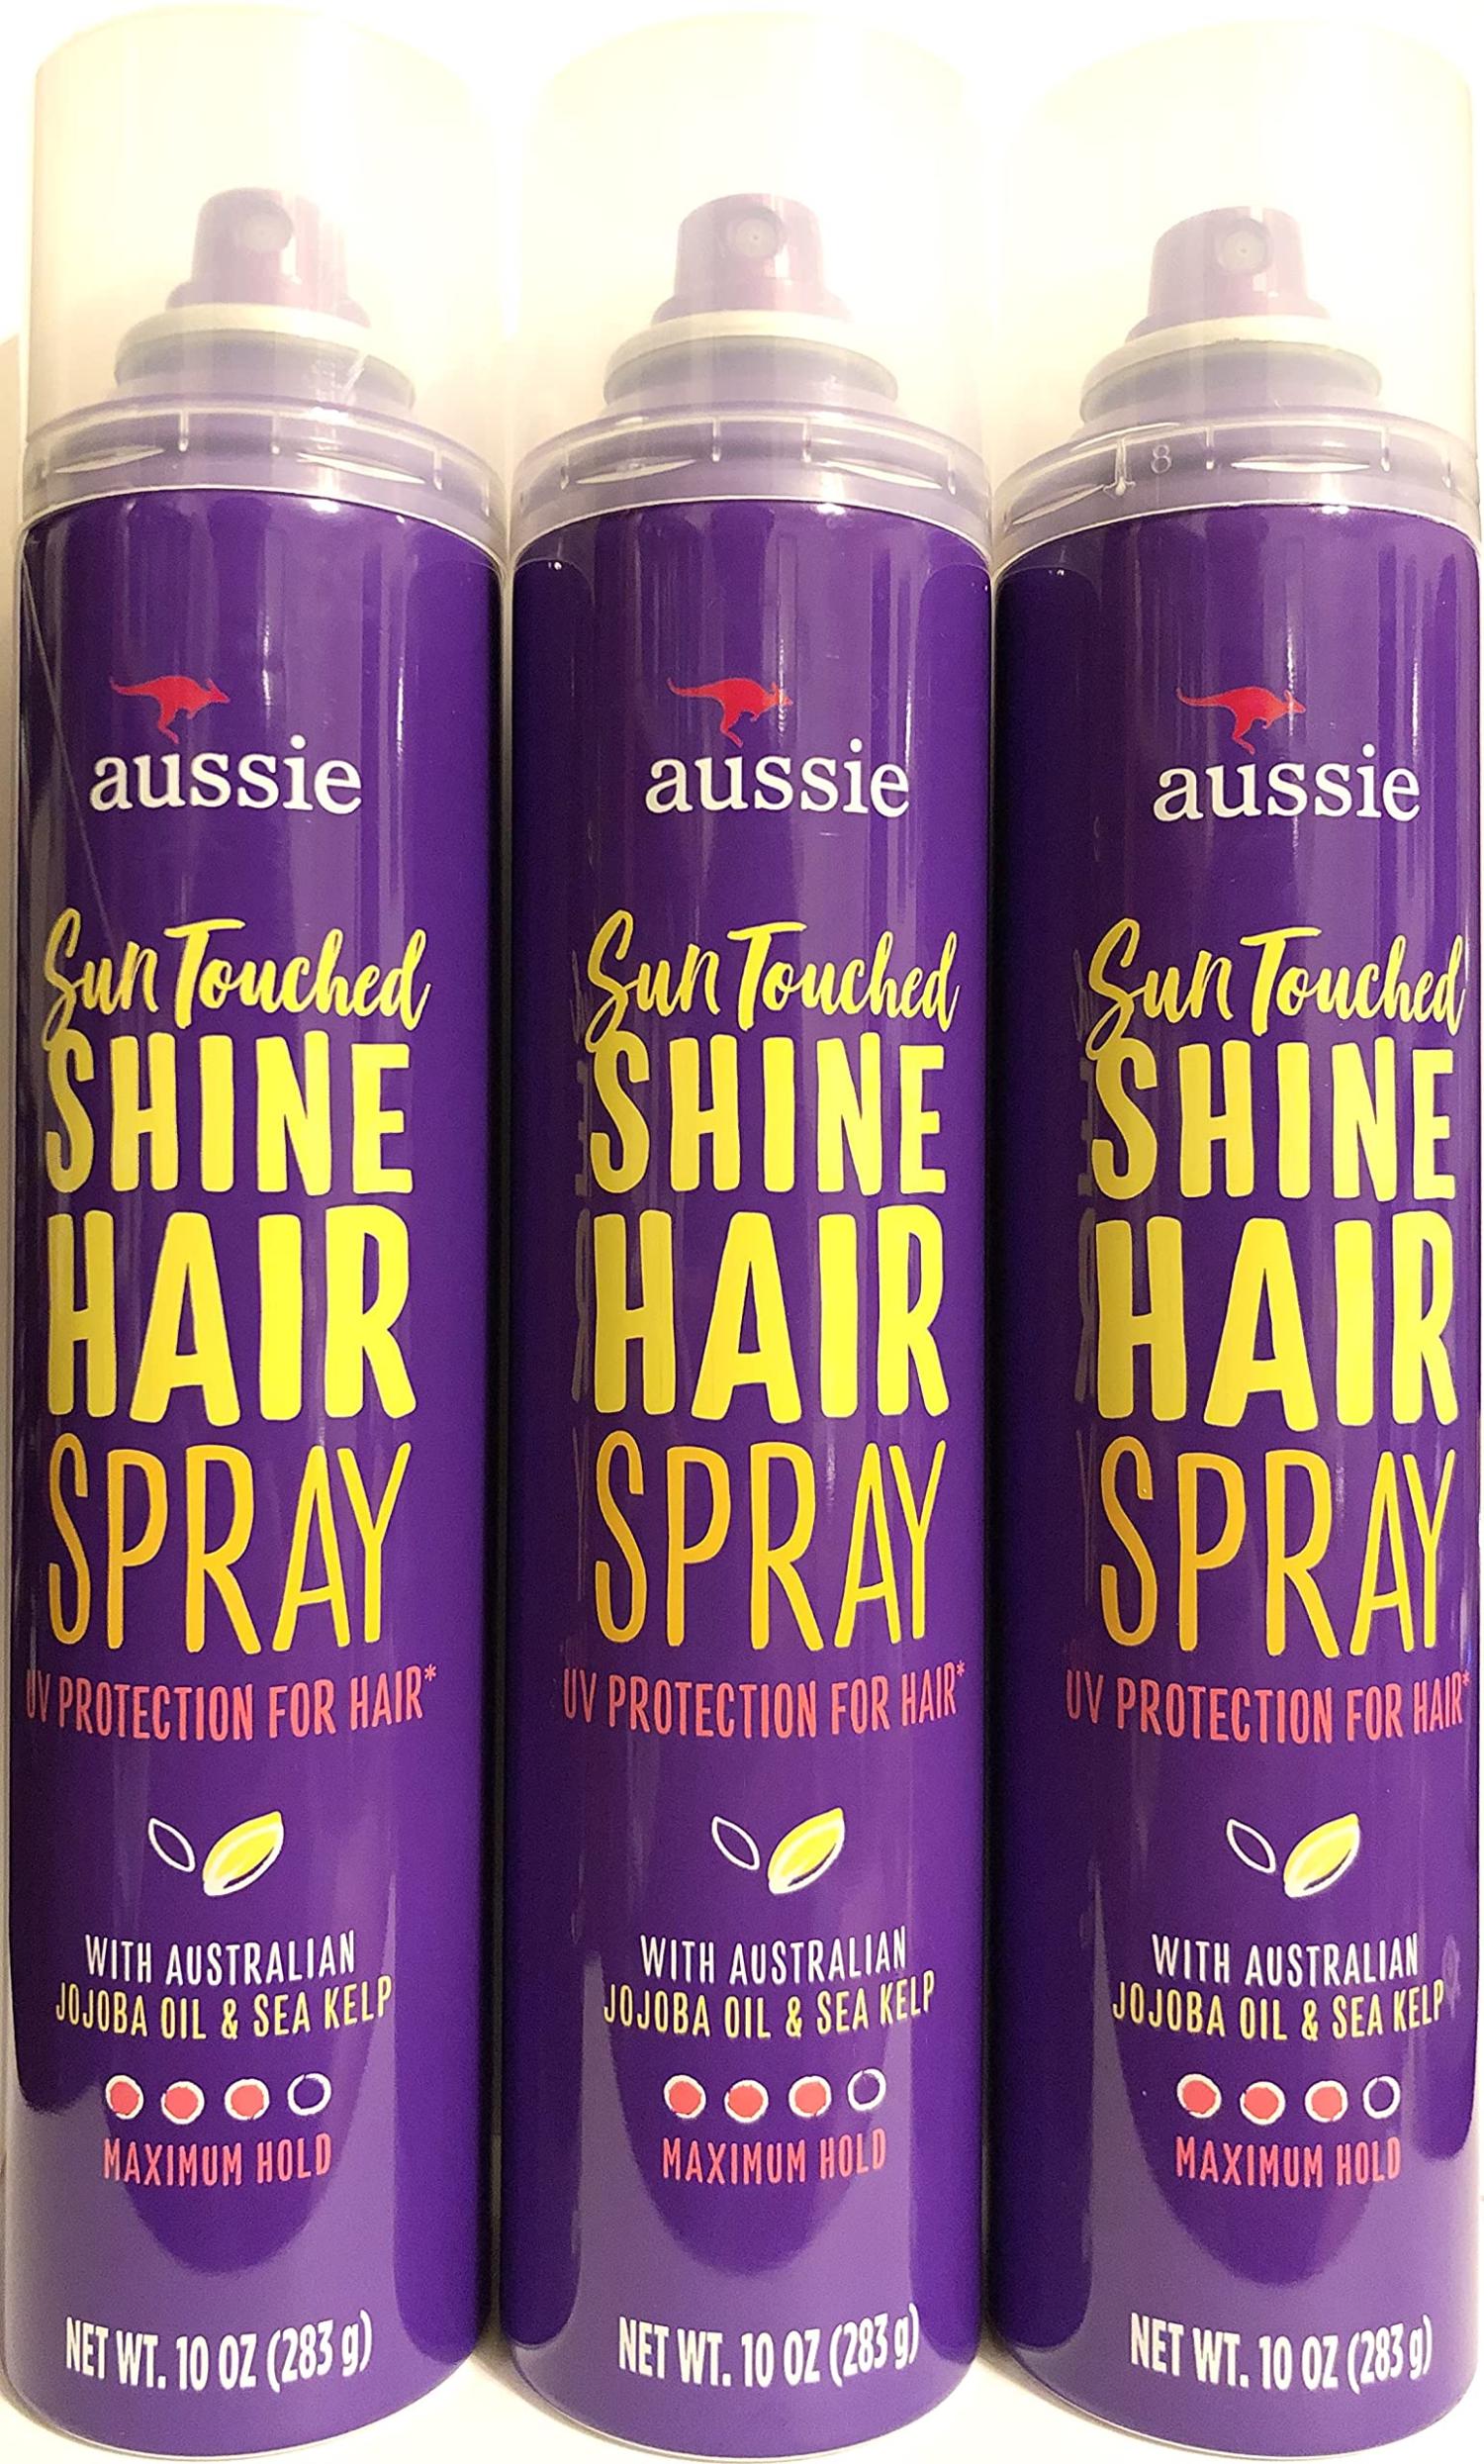 aussie
Sun Touched
SHINE
HAIR
SPRAY
UV PROTECTION FOR HAIR*
WITH AUSTRALIAN
JOJOBA OIL & SEA KELP
MAXIMUM HOLD
NET WT. 10 OZ (283 g)
aussie
Sun Touched
SHINE
HAIR
SPRAY
UV PROTECTION FOR HAIR*
WITH AUSTRALIAN
JOJOBA OIL & SEA KELP
MAXIMUM HOLD
NET WT. 10 OZ (283 g)
8
aussie
Sun Touched
SHINE
HAIR
SPRAY
UV PROTECTION FOR HAIR*
WITH AUSTRALIAN
JOJOBA OIL & SEA KELP
MAXIMUM HOLD
NET WT. 10 OZ (283 g)